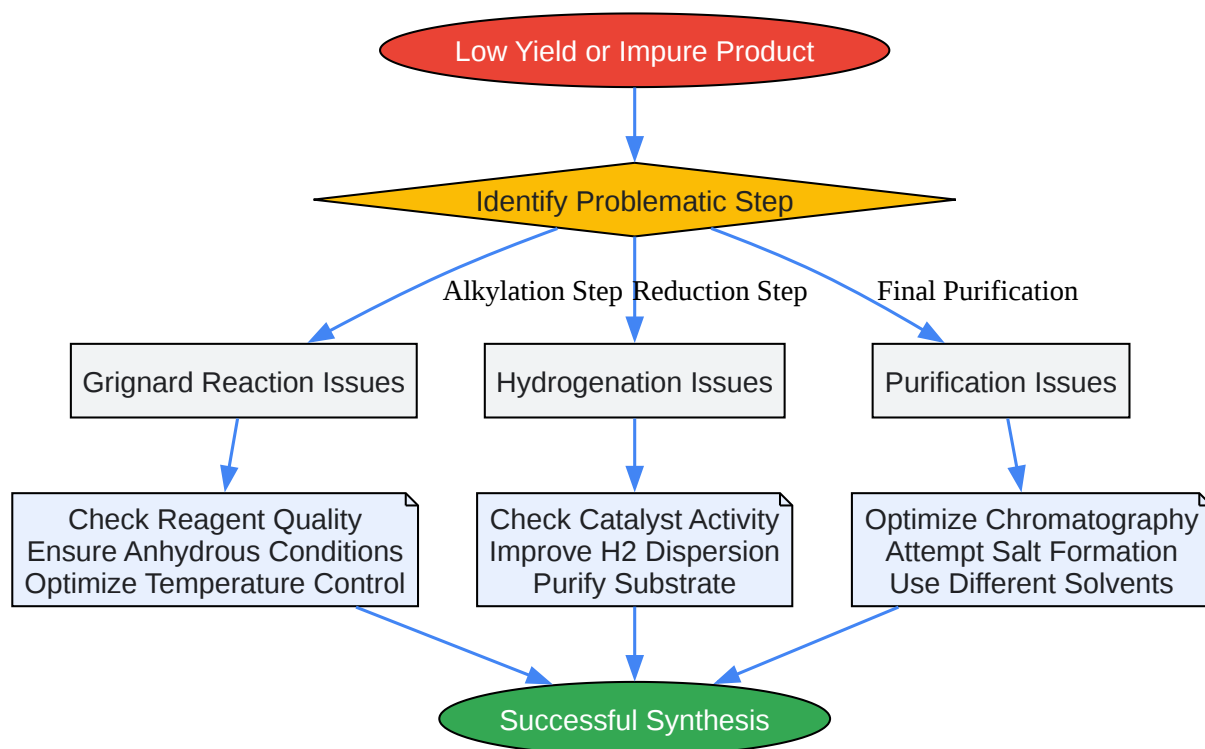 Low Yield or Impure Product
Identify Problematic Step
Alkylation Step
Reduction Step
Final Purification
Grignard Reaction Issues
Hydrogenation Issues
Purification Issues
Check Reagent Quality
Ensure Anhydrous Conditions
Optimize Temperature Control
Check Catalyst Activity
Improve H2 Dispersion
Purify Substrate
Optimize Chromatography
Attempt Salt Formation
Use Different Solvents
Successful Synthesis